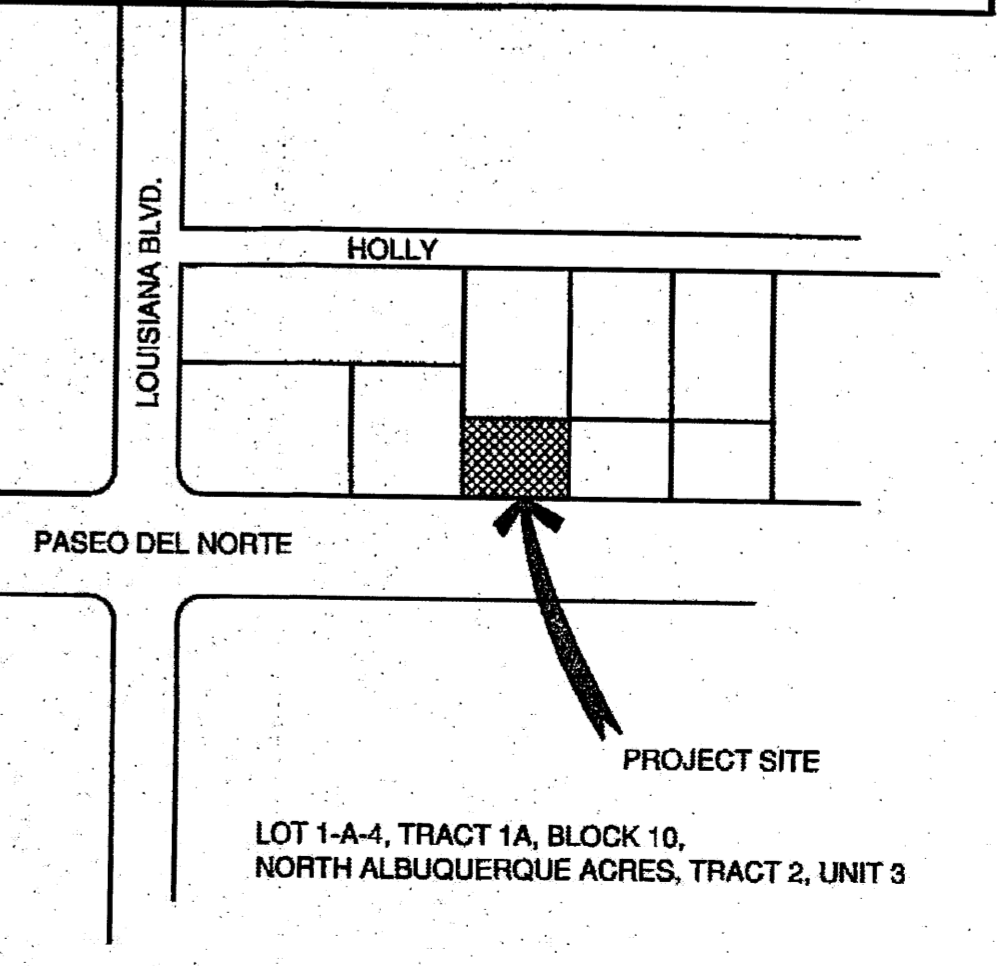 LOUISIANA BLVD.
HOLLY
PASEO DEL NORTE
PROJECT SITE
LOT 1-A-4, TRACT 1A, BLOCK 10,
NORTH ALBUQUERQUE ACRES, TRACT 2, UNIT 3